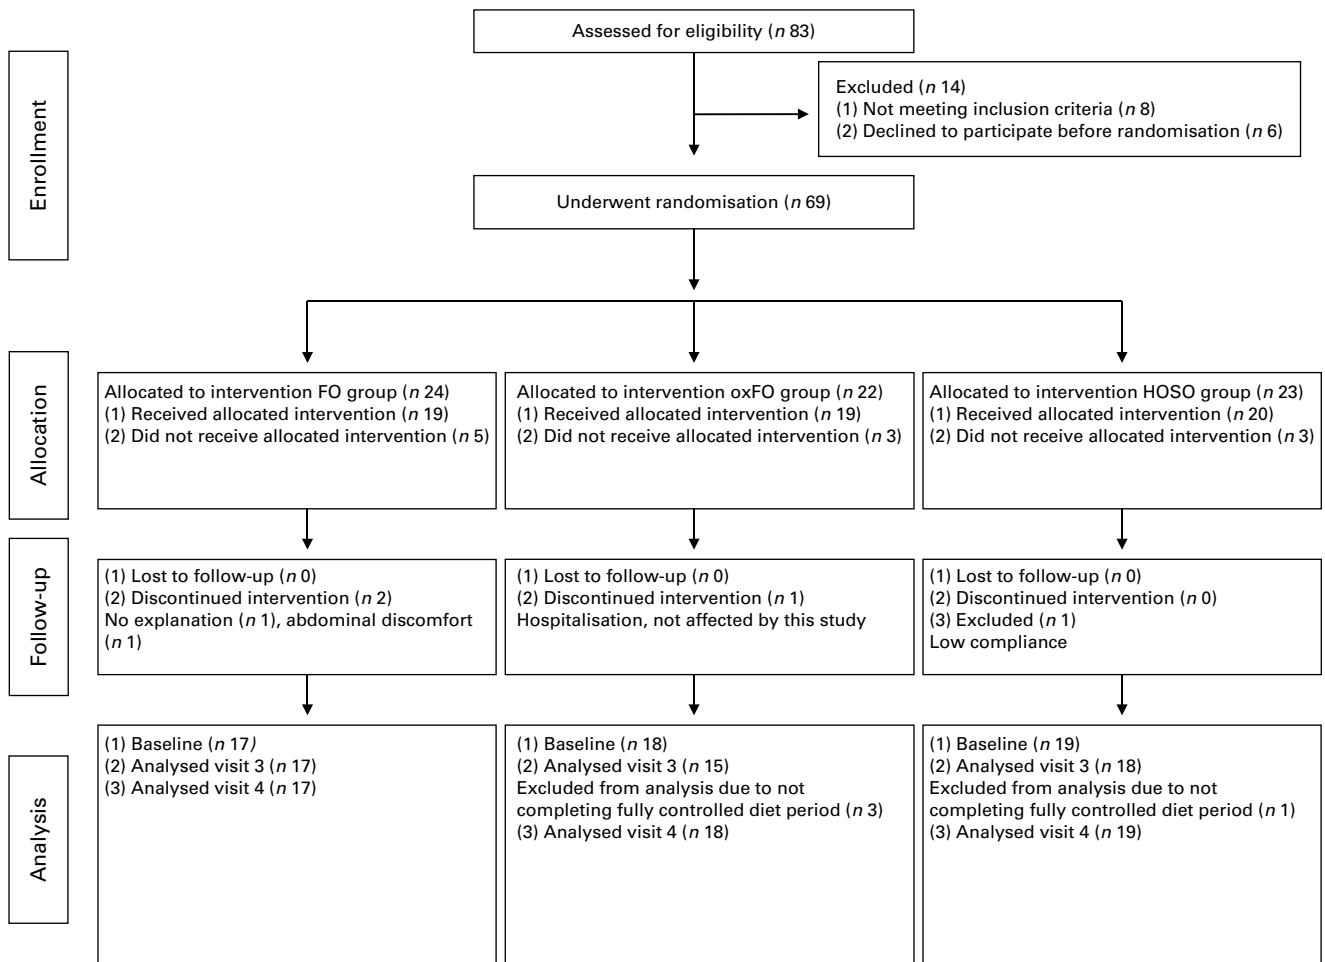 Enrollment
Assessed for eligibility (n 83)
Excluded (n 14)
(1) Not meeting inclusion criteria (n 8)
(2) Declined to participate before randomisation (n 6)
Underwent randomisation (n 69)
Allocation
Allocated to intervention FO group (n 24)
(1) Received allocated intervention (n 19)
(2) Did not receive allocated intervention (n 5)
Allocated to intervention oxFO group (n 22)
(1) Received allocated intervention (n 19)
(2) Did not receive allocated intervention (n 3)
Allocated to intervention HOSO group (n 23)
(1) Received allocated intervention (n 20)
(2) Did not receive allocated intervention (n 3)
Follow-up
(1) Lost to follow-up (n 0)
(2) Discontinued intervention (n 2)
No explanation (n 1), abdominal discomfort
(n 1)
(1) Lost to follow-up (n 0)
(2) Discontinued intervention (n 1)
Hospitalisation, not affected by this study
(1) Lost to follow-up (n 0)
(2) Discontinued intervention (n 0)
(3) Excluded (n 1)
Low compliance
Analysis
(1) Baseline (n 17)
(2) Analysed visit 3 (n 17)
(3) Analysed visit 4 (n 17)
(1) Baseline (n 18)
(2) Analysed visit 3 (n 15)
Excluded from analysis due to not
completing fully controlled diet period (n 3)
(3) Analysed visit 4 (n 18)
(1) Baseline (n 19)
(2) Analysed visit 3 (n 18)
Excluded from analysis due to not
completing fully controlled diet period (n 1)
(3) Analysed visit 4 (n 19)